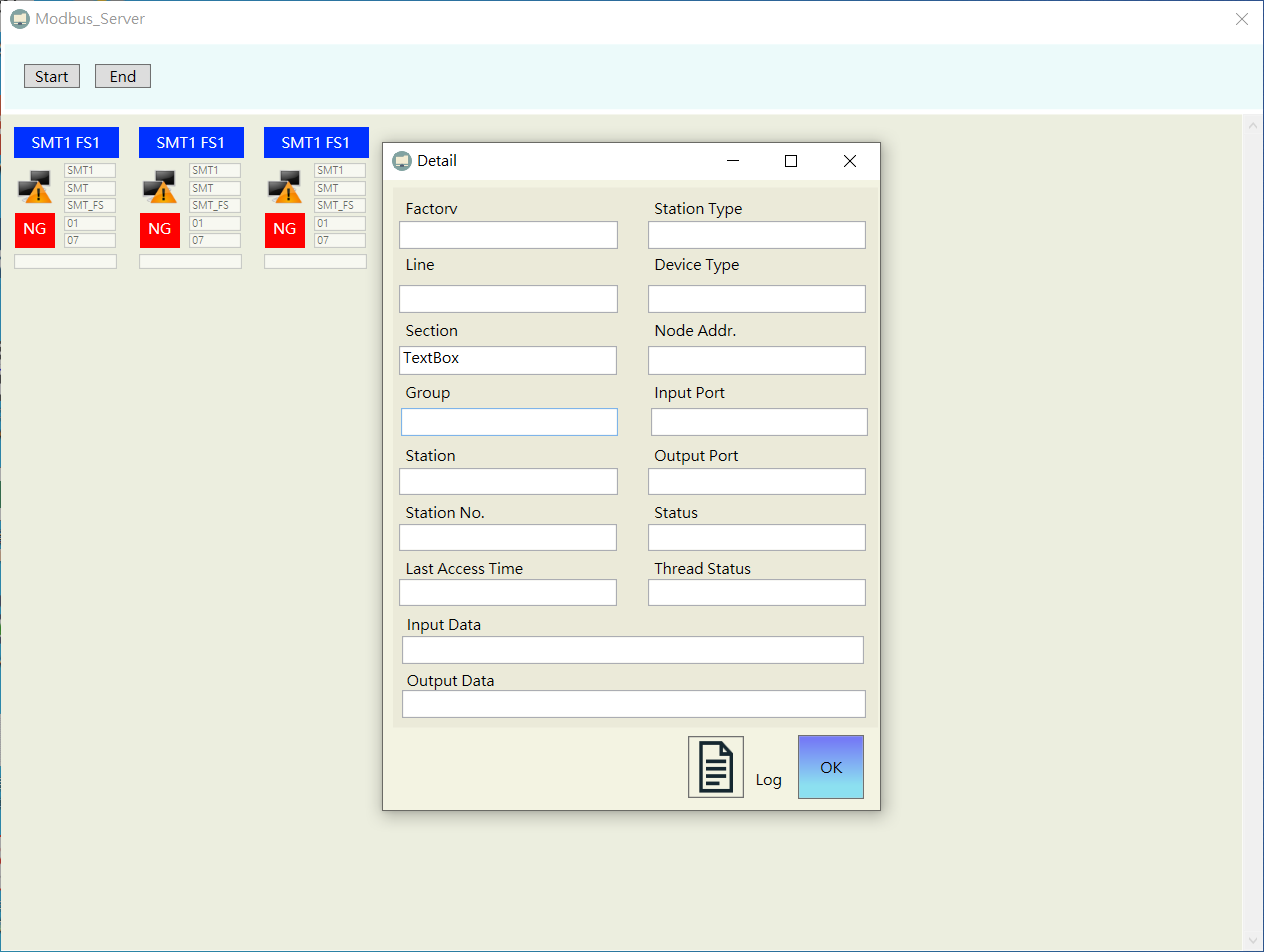 Modbus_Server
Start End
SMT1 FS1 SMT1 FS1 SMT1 FS1
SMT1 SMT1 SMT1
SMT SMT SMT
SMT_FS SMT_FS SMT_FS
NG 01 NG 01 NG 01
07 07 07
Detail
Factory Station Type
Line Device Type
Section Node Addr.
TextBox
Group Input Port
Station Output Port
Station No. Status
Last Access Time Thread Status
Input Data
Output Data
Log OK